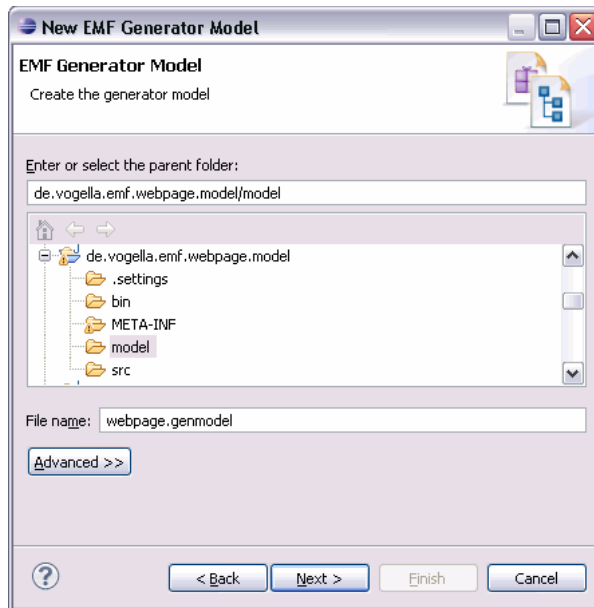 New EMF Generator Model
EMF Generator Model
Create the generator model
Enter or select the parent folder:
de.vogella.emf.webpage.model/model
de.vogella.emf.webpage.model
.settings
bin
META-INF
model
src
File name: webpage.genmodel
Advanced >>
? < Back Next > Finish Cancel